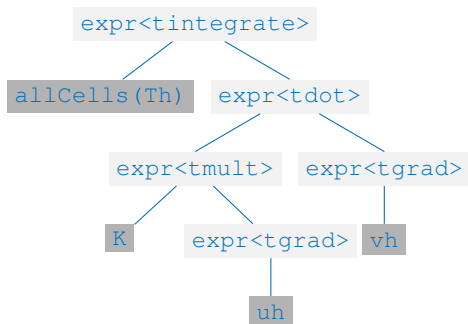 expr<tintegrate>
allCells(Th) expr<tdot>
expr<tmult> expr<tgrad>
K expr<tgrad> vh
uh